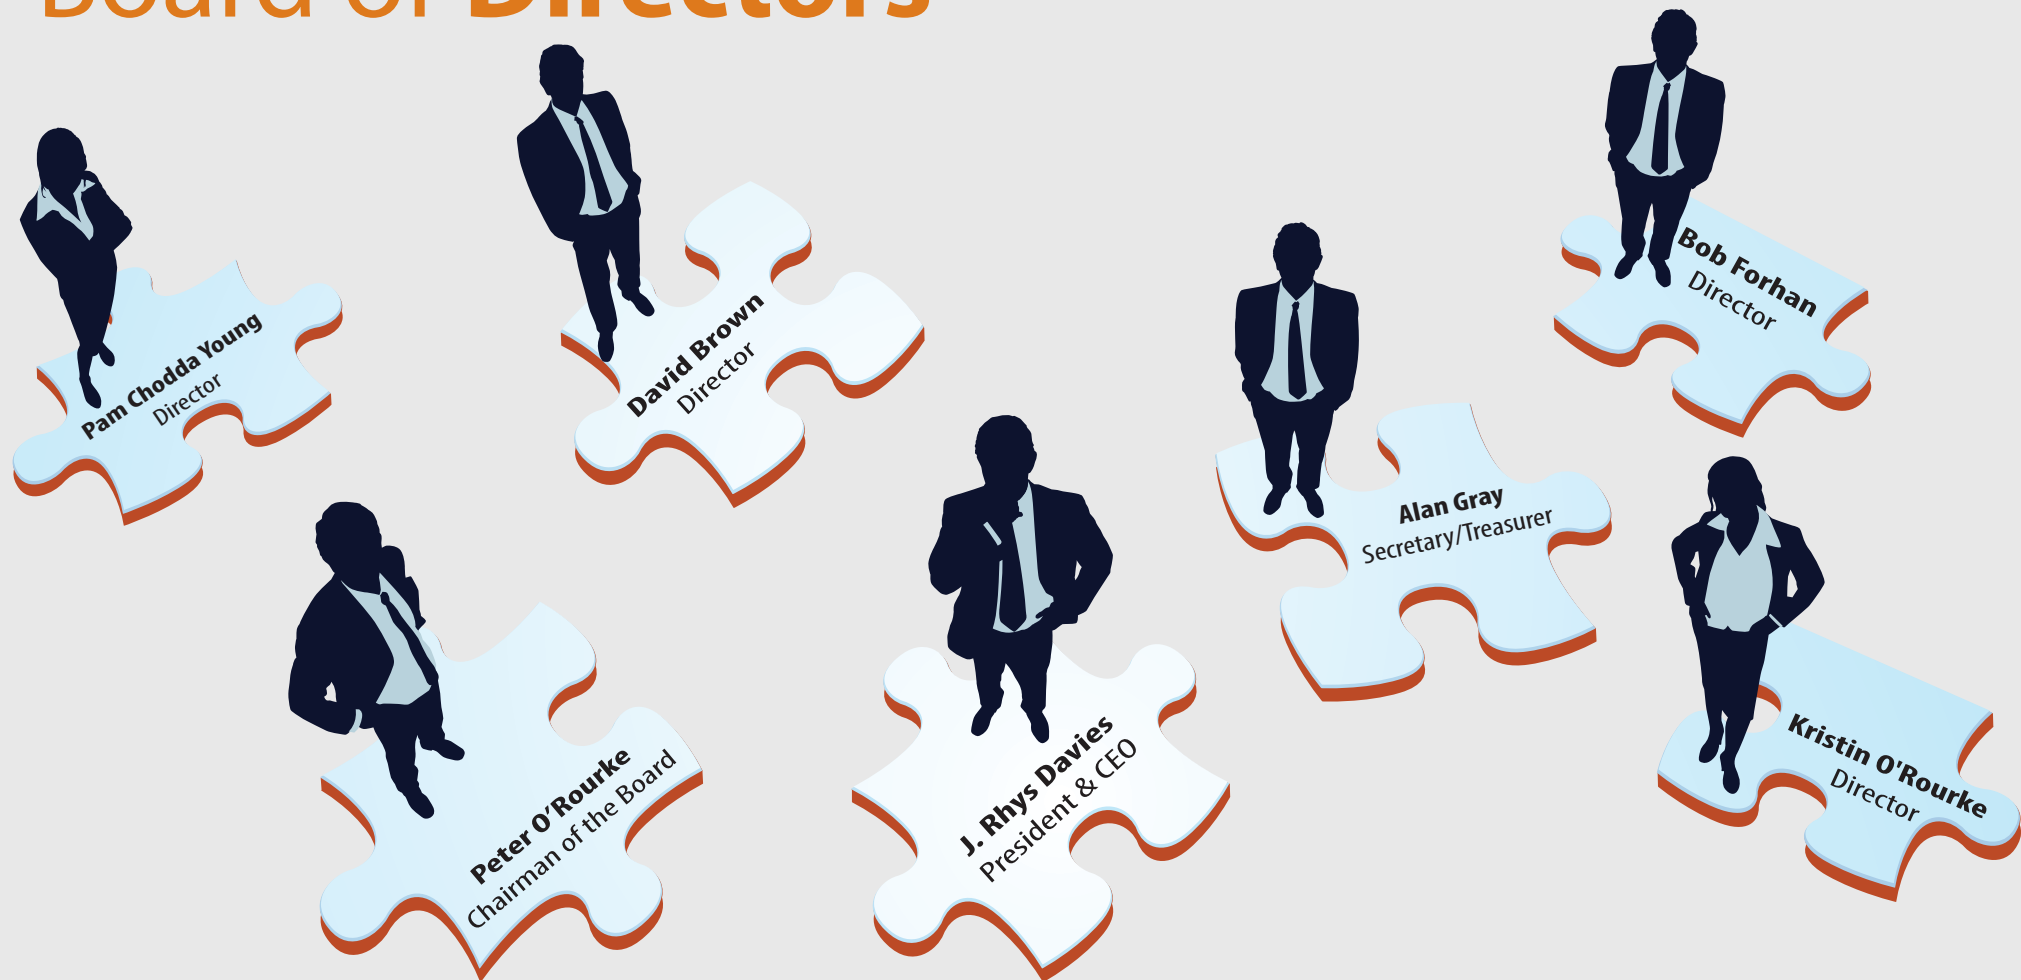 Board of Directors
Pam Chodda Young
Director
David Brown
Director
Bob Forhan
Director
Alan Gray
Secretary/Treasurer
Peter O’Rourke
Chairman of the Board
J. Rhys Davies
President & CEO
Kristin O'Rourke
Director